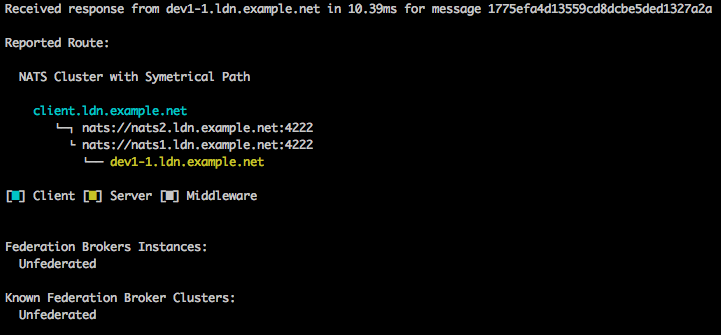 Received response from dev1-1.ldn.example.net in 10.39ms for message 1775efa4d13559cd8dcbe5ded1327a2a
Reported Route:
NATS Cluster with Symetrical Path
client.ldn.example.net
└─┐ nats://nats2.ldn.example.net:4222
└ nats://nats1.ldn.example.net:4222
└── dev1-1.ldn.example.net
[■] Client [■] Server [■] Middleware
Federation Brokers Instances:
Unfederated
Known Federation Broker Clusters:
Unfederated